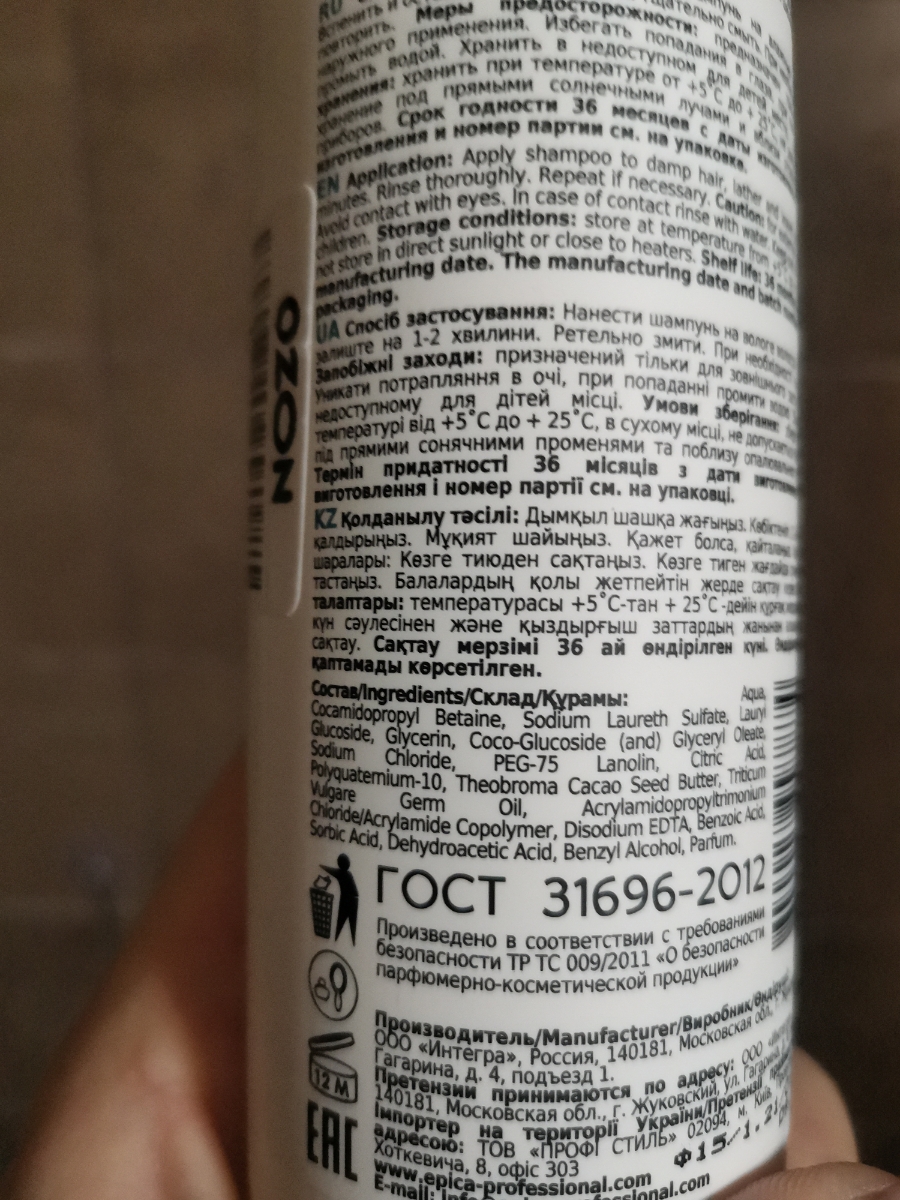 RU
Вспенить и
тщательно смыть. При
повторить. Меры предосторожности:
наружного применения. Избегать попадания в глаза
промыть водой. Хранить в недоступном для детей
хранения: хранить при температуре от +5˚С до + 25˚С
хранение под прямыми солнечными лучами и вблизи
приборов. Срок годности 36 месяцев с даты
изготовления и номер партии см. на упаковке.
EN Application: Apply shampoo to damp hair, lather and
minutes. Rinse thoroughly. Repeat if necessary. Caution: for
Avoid contact with eyes. In case of contact rinse with water. Keep
children. Storage conditions: store at temperature from +5˚
not store in direct sunlight or close to heaters. Shelf life: 36
manufacturing date. The manufacturing date and batch
packaging.
UA Спосіб застосування: Нанести шампунь на вологе
залиште на 1-2 хвилини. Ретельно змити. При необхідності
Запобіжні заходи: призначений тільки для зовнішнього
Уникати потрапляння в очі, при попаданні промити
недоступному для дітей місці. Умови зберігання:
температурі від +5˚С до + 25˚С, в сухому місці, не
під прямими сонячними променями та поблизу
Термін придатності 36 місяців з дати
виготовлення і номер партії см. на упаковці.
KZ Қолданылу тәсілі: Дымқыл шашқа жағыңыз.
қалдырыңыз. Мұқият шайыңыз. Қажет болса,
шаралары: Көзге тиюден сақтаңыз. Көзге тиген
тастаңыз. Балалардың қолы жетпейтін жерде сақтау
талаптары: температурасы +5˚С-тан + 25˚С -дейін
күн сәулесінен және қыздырғыш заттардың
сақтау. Сақтау мерзімі 36 ай өндірілген күні.
қаптамады көрсетілген.
Состав/Ingredients/Склад/Құрамы: Aqua,
Cocamidopropyl Betaine, Sodium Laureth Sulfate, Lauryl
Glucoside, Glycerin, Coco-Glucoside (and) Glyceryl Oleate,
Sodium Chloride, PEG-75 Lanolin, Citric Acid,
Polyquaternium-10, Theobroma Cacao Seed Butter, Triticum
Vulgare Germ Oil, Acrylamidopropyltrimonium
Chloride/Acrylamide Copolymer, Disodium EDTA, Benzoic Acid,
Sorbic Acid, Dehydroacetic Acid, Benzyl Alcohol, Parfum.
ГОСТ 31696-2012
Произведено в соответствии с требованиями
безопасности ТР ТС 009/2011 «О безопасности
парфюмерно-косметической продукции»
Производитель/Manufacturer/Виробник/
ООО «Интегра», Россия, 140181, Московская обл.,
Гагарина, д. 4, подъезд 1.
Претензии принимаются по адресу: ООО
140181, Московская обл., г. Жуковский, ул. Гагарина,
Імпортер на території України/Претензії
адресою: ТОВ «ПРОФІ СТИЛЬ» 02094, м. Київ,
Хоткевича, 8, офіс 303
www.epica-professional.com
E-mail:
12 M
EAC
OZON